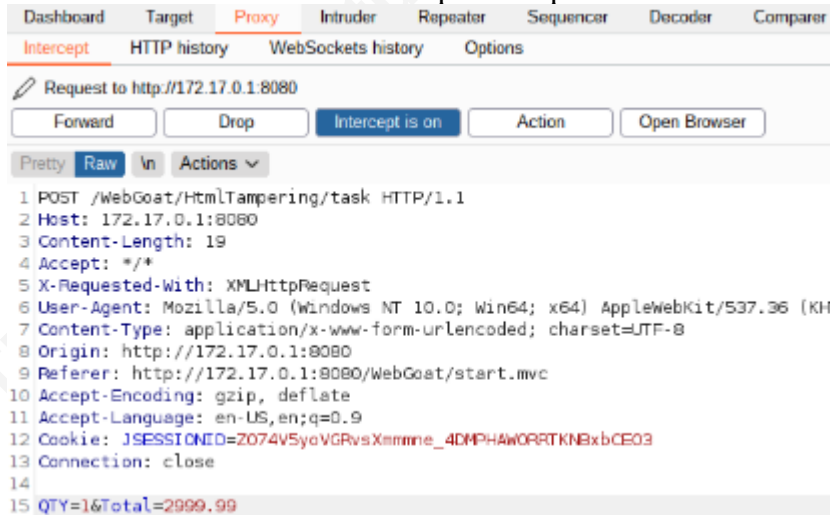 Dashboard Target Proxy Intruder Repeater Sequencer Decoder Comparer
Intercept HTTP history WebSockets history Options
Request to http://172.17.0.1:8080
Forward Drop Intercept is on Action Open Browser
Pretty Raw \n Actions
1 POST /WebGoat/HtmlTampering/task HTTP/1.1
2 Host: 172.17.0.1:8080
3 Content-Length: 19
4 Accept: */*
5 X-Requested-With: XMLHttpRequest
6 User-Agent: Mozilla/5.0 (Windows NT 10.0; Win64; x64) AppleWebKit/537.36 (KH
7 Content-Type: application/x-www-form-urlencoded; charset=UTF-8
8 Origin: http://172.17.0.1:8080
9 Referer: http://172.17.0.1:8080/WebGoat/start.mvc
10 Accept-Encoding: gzip, deflate
11 Accept-Language: en-US,en;q=0.9
12 Cookie: JSESSIONID=ZO74V5yoVGRvsXmmmne_4DMPHAWORRTKNBxbCEO3
13 Connection: close
14
15 QTY=1&Total=2999.99